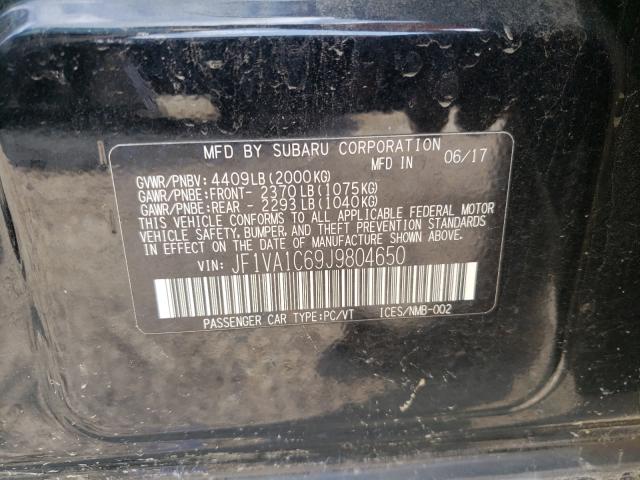 MFD BY SUBARU CORPORATION
MFD IN 06/17
GVWR/PNBV: 4409LB(2000KG)
GAWR/PNBE:FRONT- 2370LB(1075KG)
GAWR/PNBE:REAR - 2293LB(1040KG)
THIS VEHICLE CONFORMS TO ALL APPLICABLE FEDERAL MOTOR
VEHICLE SAFETY, BUMPER, AND THEFT PREVENTION STANDARDS
IN EFFECT ON THE DATE OF MANUFACTURE SHOWN ABOVE.
VIN: JF1VA1C69J9804650
PASSENGER CAR TYPE:PC/VT ICES/NMB-002